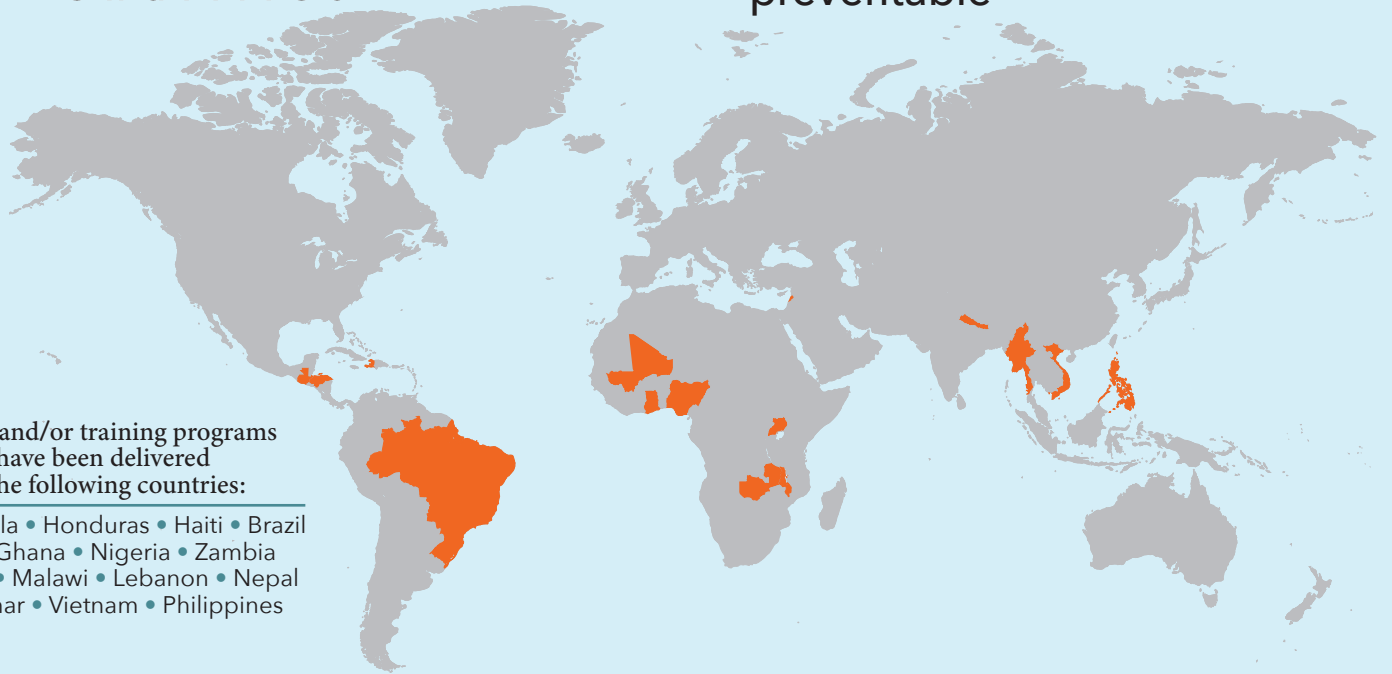 preventable
and/or training programs
have been delivered
he following countries:
la • Honduras • Haiti • Brazil
Ghana • Nigeria • Zambia
• Malawi • Lebanon • Nepal
nar • Vietnam • Philippines